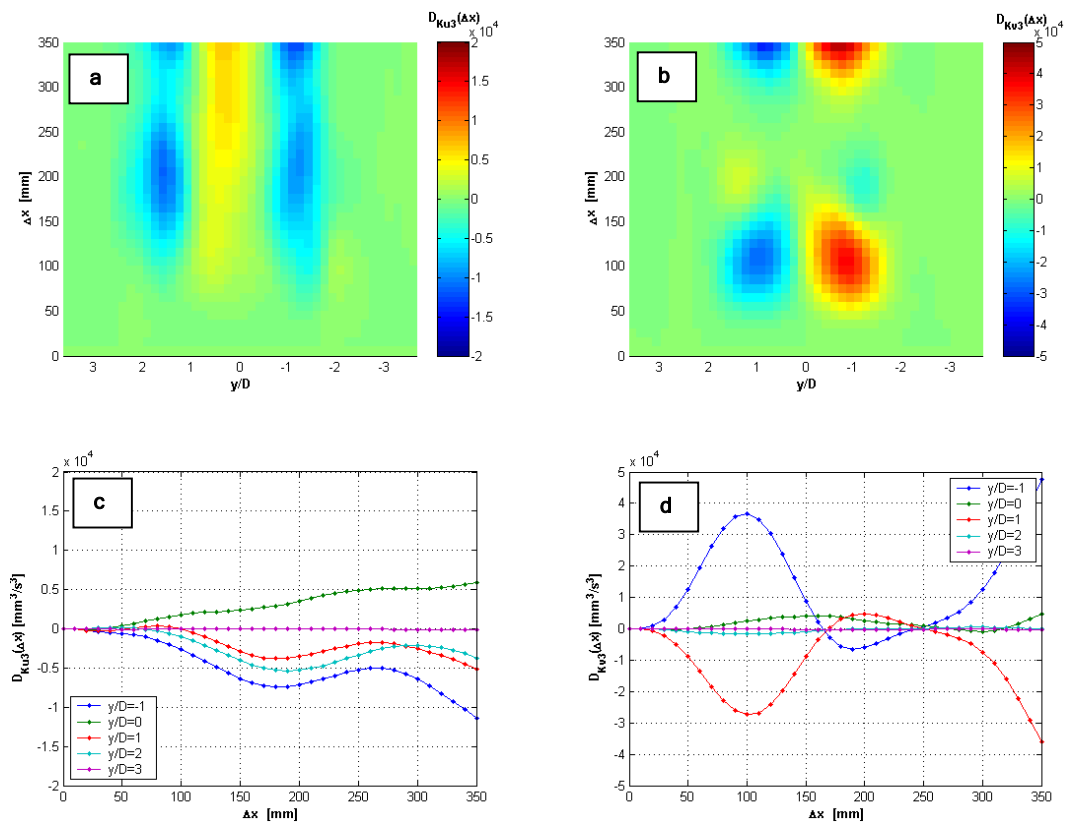 D_Ku3(Δx)
x 10^4
a
350
300
250
200
150
100
50
0
Δx [mm]
3 2 1 0 -1 -2 -3
y/D
2
1.5
1
0.5
0
-0.5
-1
-1.5
-2
D_Kv3(Δx)
x 10^4
b
350
300
250
200
150
100
50
0
Δx [mm]
3 2 1 0 -1 -2 -3
y/D
5
4
3
2
1
0
-1
-2
-3
-4
-5
x 10^4
c
2
1.5
1
0.5
0
-0.5
-1
-1.5
-2
D_Ku3(Δx) [mm^3/s^3]
y/D=-1
y/D=0
y/D=1
y/D=2
y/D=3
0 50 100 150 200 250 300 350
Δx [mm]
x 10^4
d
5
4
3
2
1
0
-1
-2
-3
-4
-5
D_Kv3(Δx) [mm^3/s^3]
y/D=-1
y/D=0
y/D=1
y/D=2
y/D=3
0 50 100 150 200 250 300 350
Δx [mm]